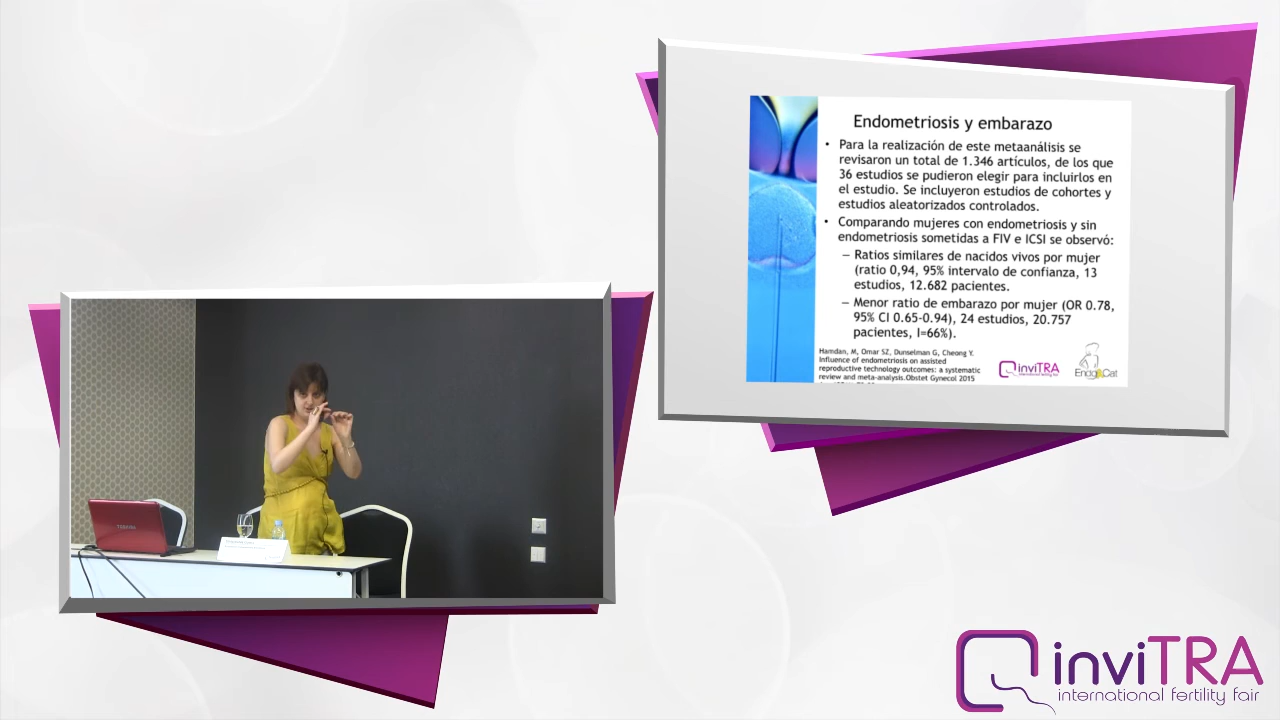 Endometriosis y embarazo
• Para la realización de este metaanálisis se
revisaron un total de 1.346 artículos, de los que
36 estudios se pudieron elegir para incluirlos en
el estudio. Se incluyeron estudios de cohortes y
estudios aleatorizados controlados.
• Comparando mujeres con endometriosis y sin
endometriosis sometidas a FIV e ICSI se observó:
– Ratios similares de nacidos vivos por mujer
(ratio 0,94, 95% intervalo de confianza, 13
estudios, 12.682 pacientes.
– Menor ratio de embarazo por mujer (OR 0.78,
95% CI 0.65-0.94), 24 estudios, 20.757
pacientes, I=66%).
Hamdan, M, Omar SZ, Dunselman G, Cheong Y.
Influence of endometriosis on assisted
reproductive technology outcomes: a systematic
review and meta-analysis.Obstet Gynecol 2015
inviTRA
Endo&Cat
TOSHIBA
inviTRA
international fertility fair